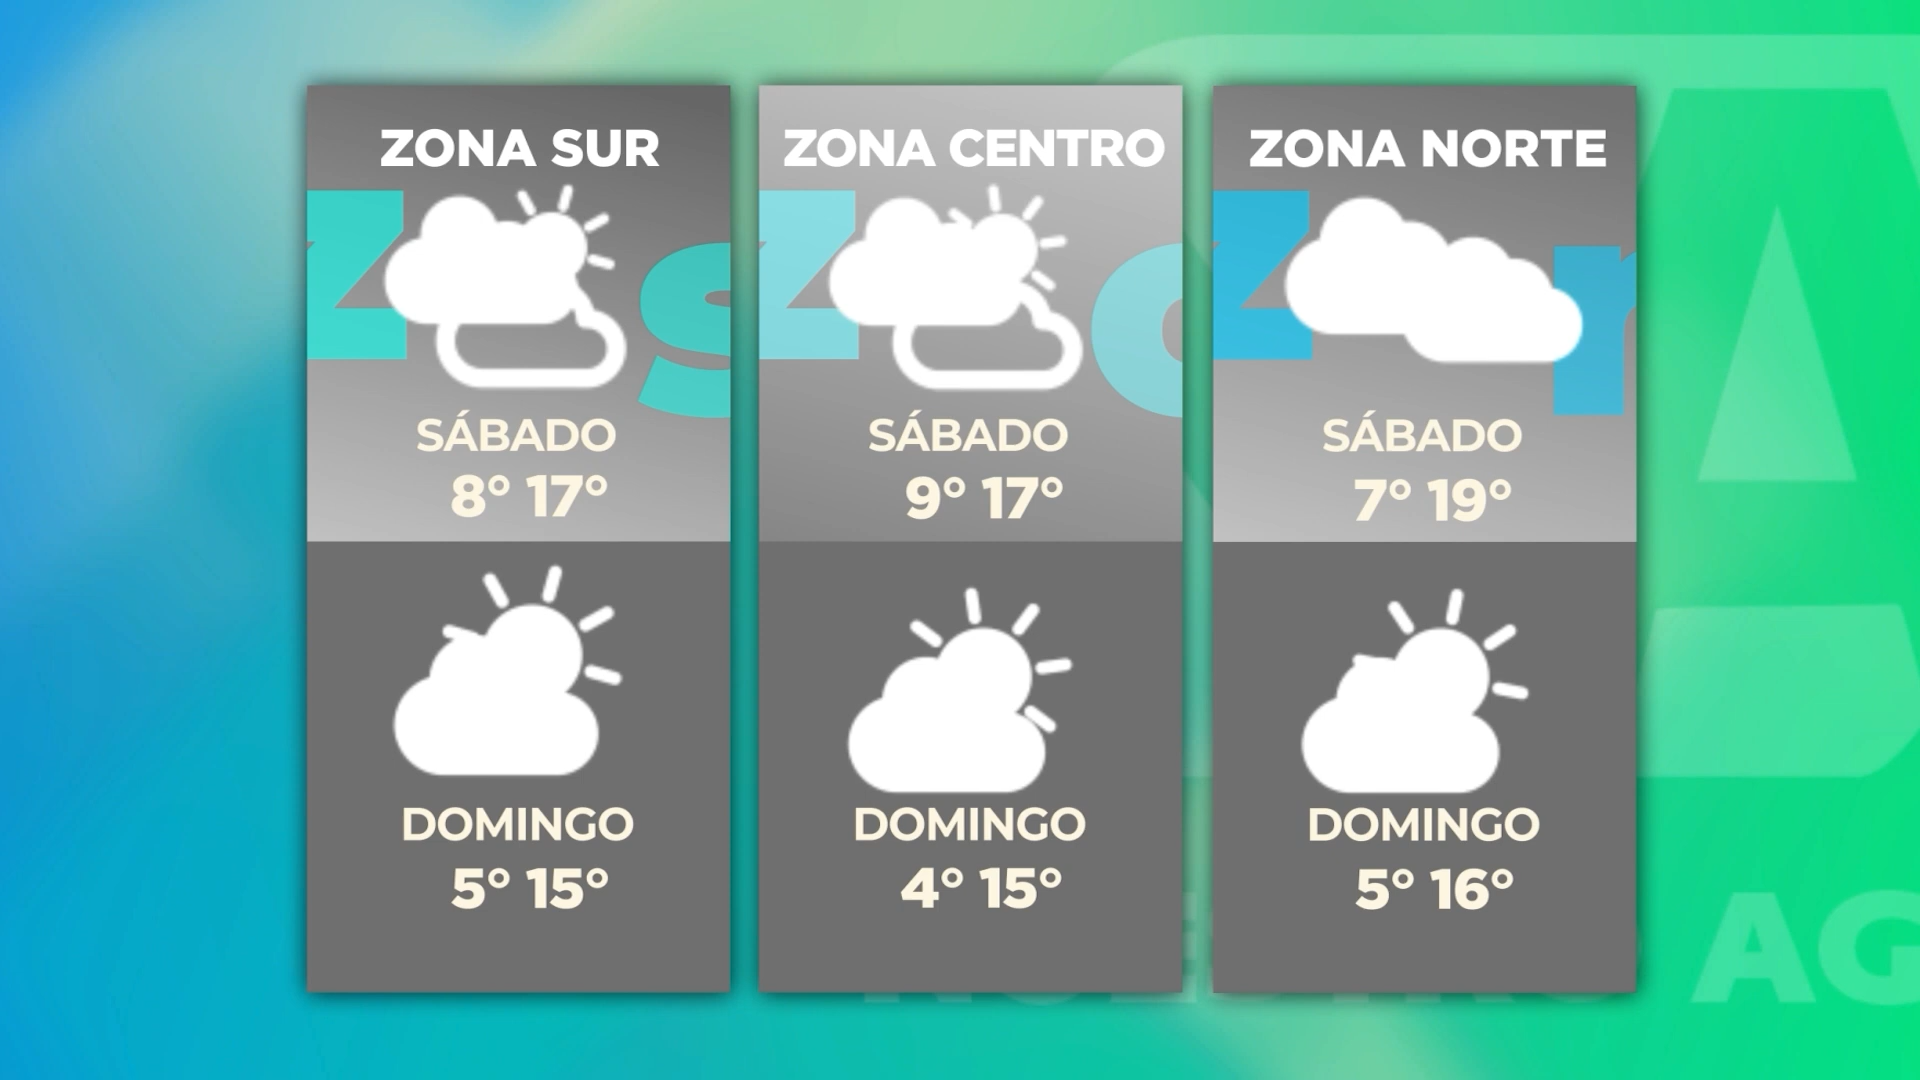 ZONA SUR
SÁBADO
8° 17°
DOMINGO
5° 15°
ZONA CENTRO
SÁBADO
9° 17°
DOMINGO
4° 15°
ZONA NORTE
SÁBADO
7° 19°
DOMINGO
5° 16°